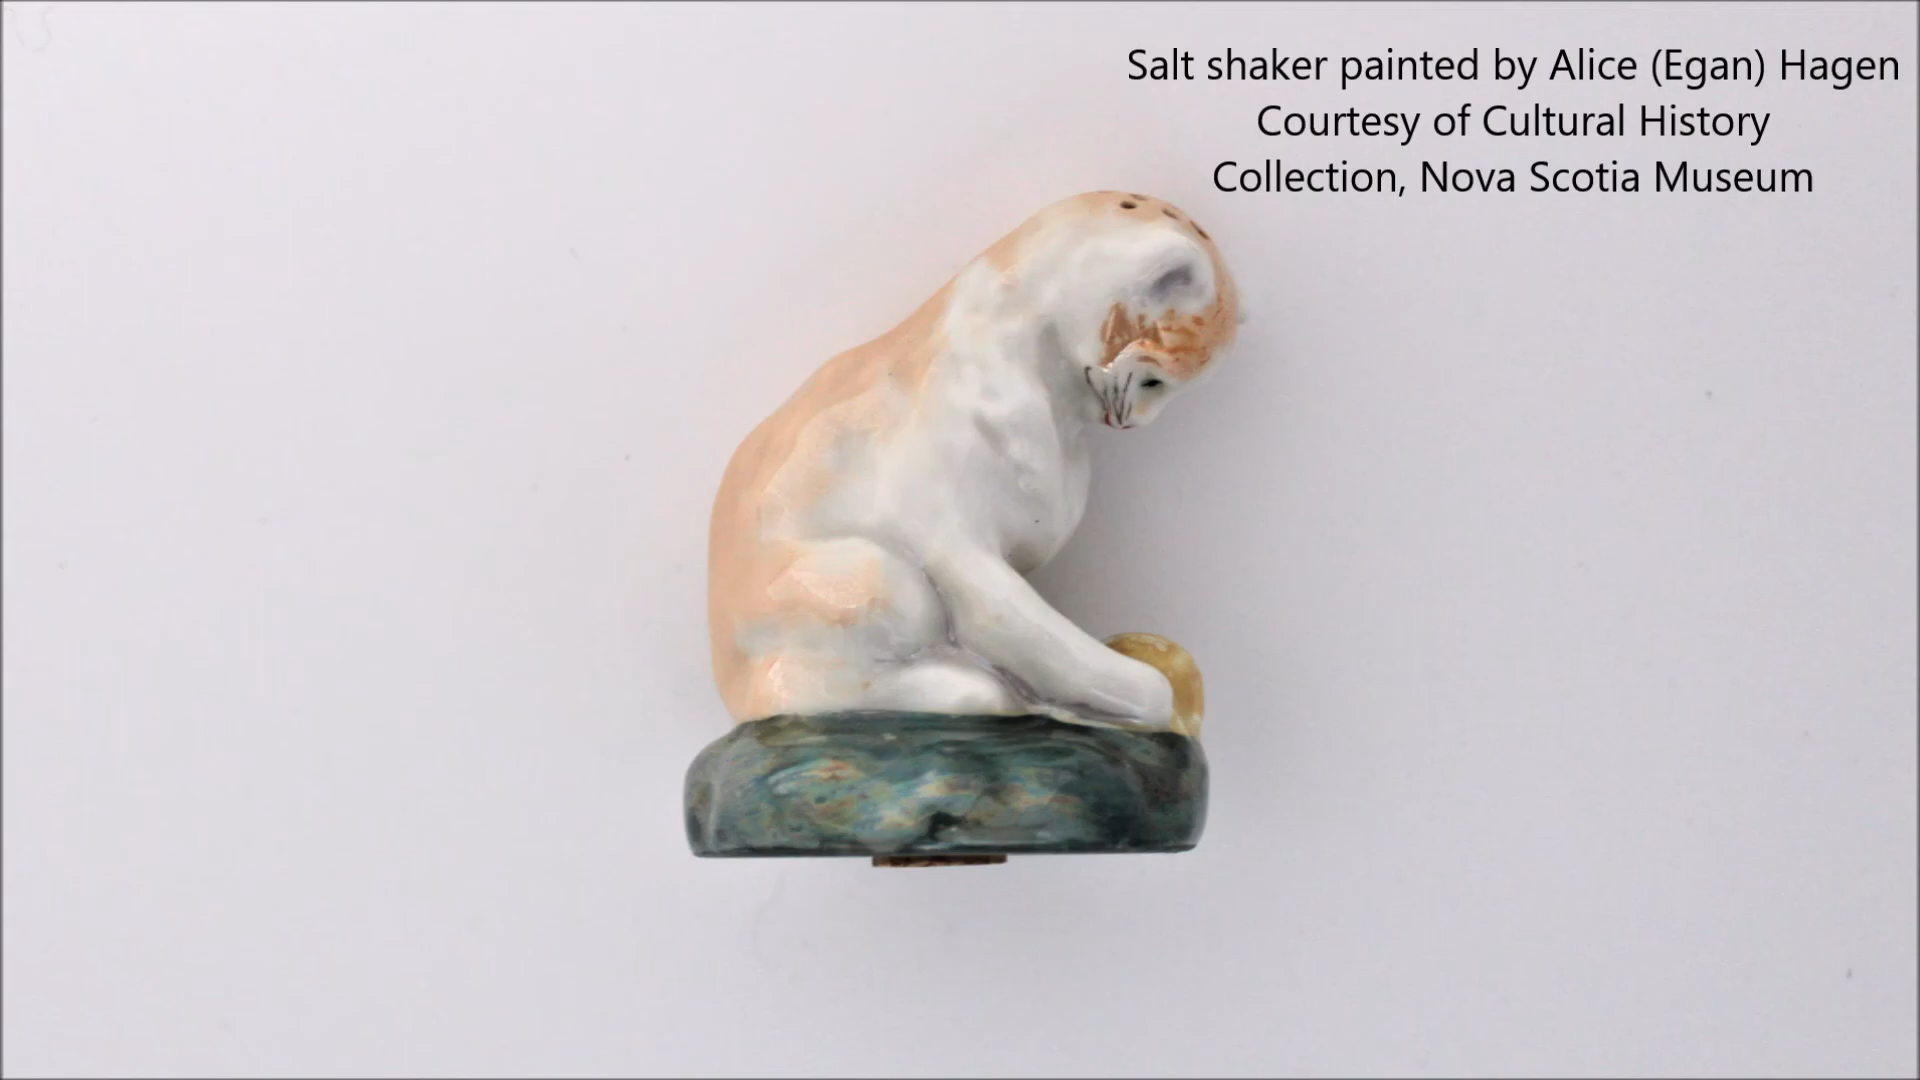 Salt shaker painted by Alice (Egan) Hagen
Courtesy of Cultural History
Collection, Nova Scotia Museum